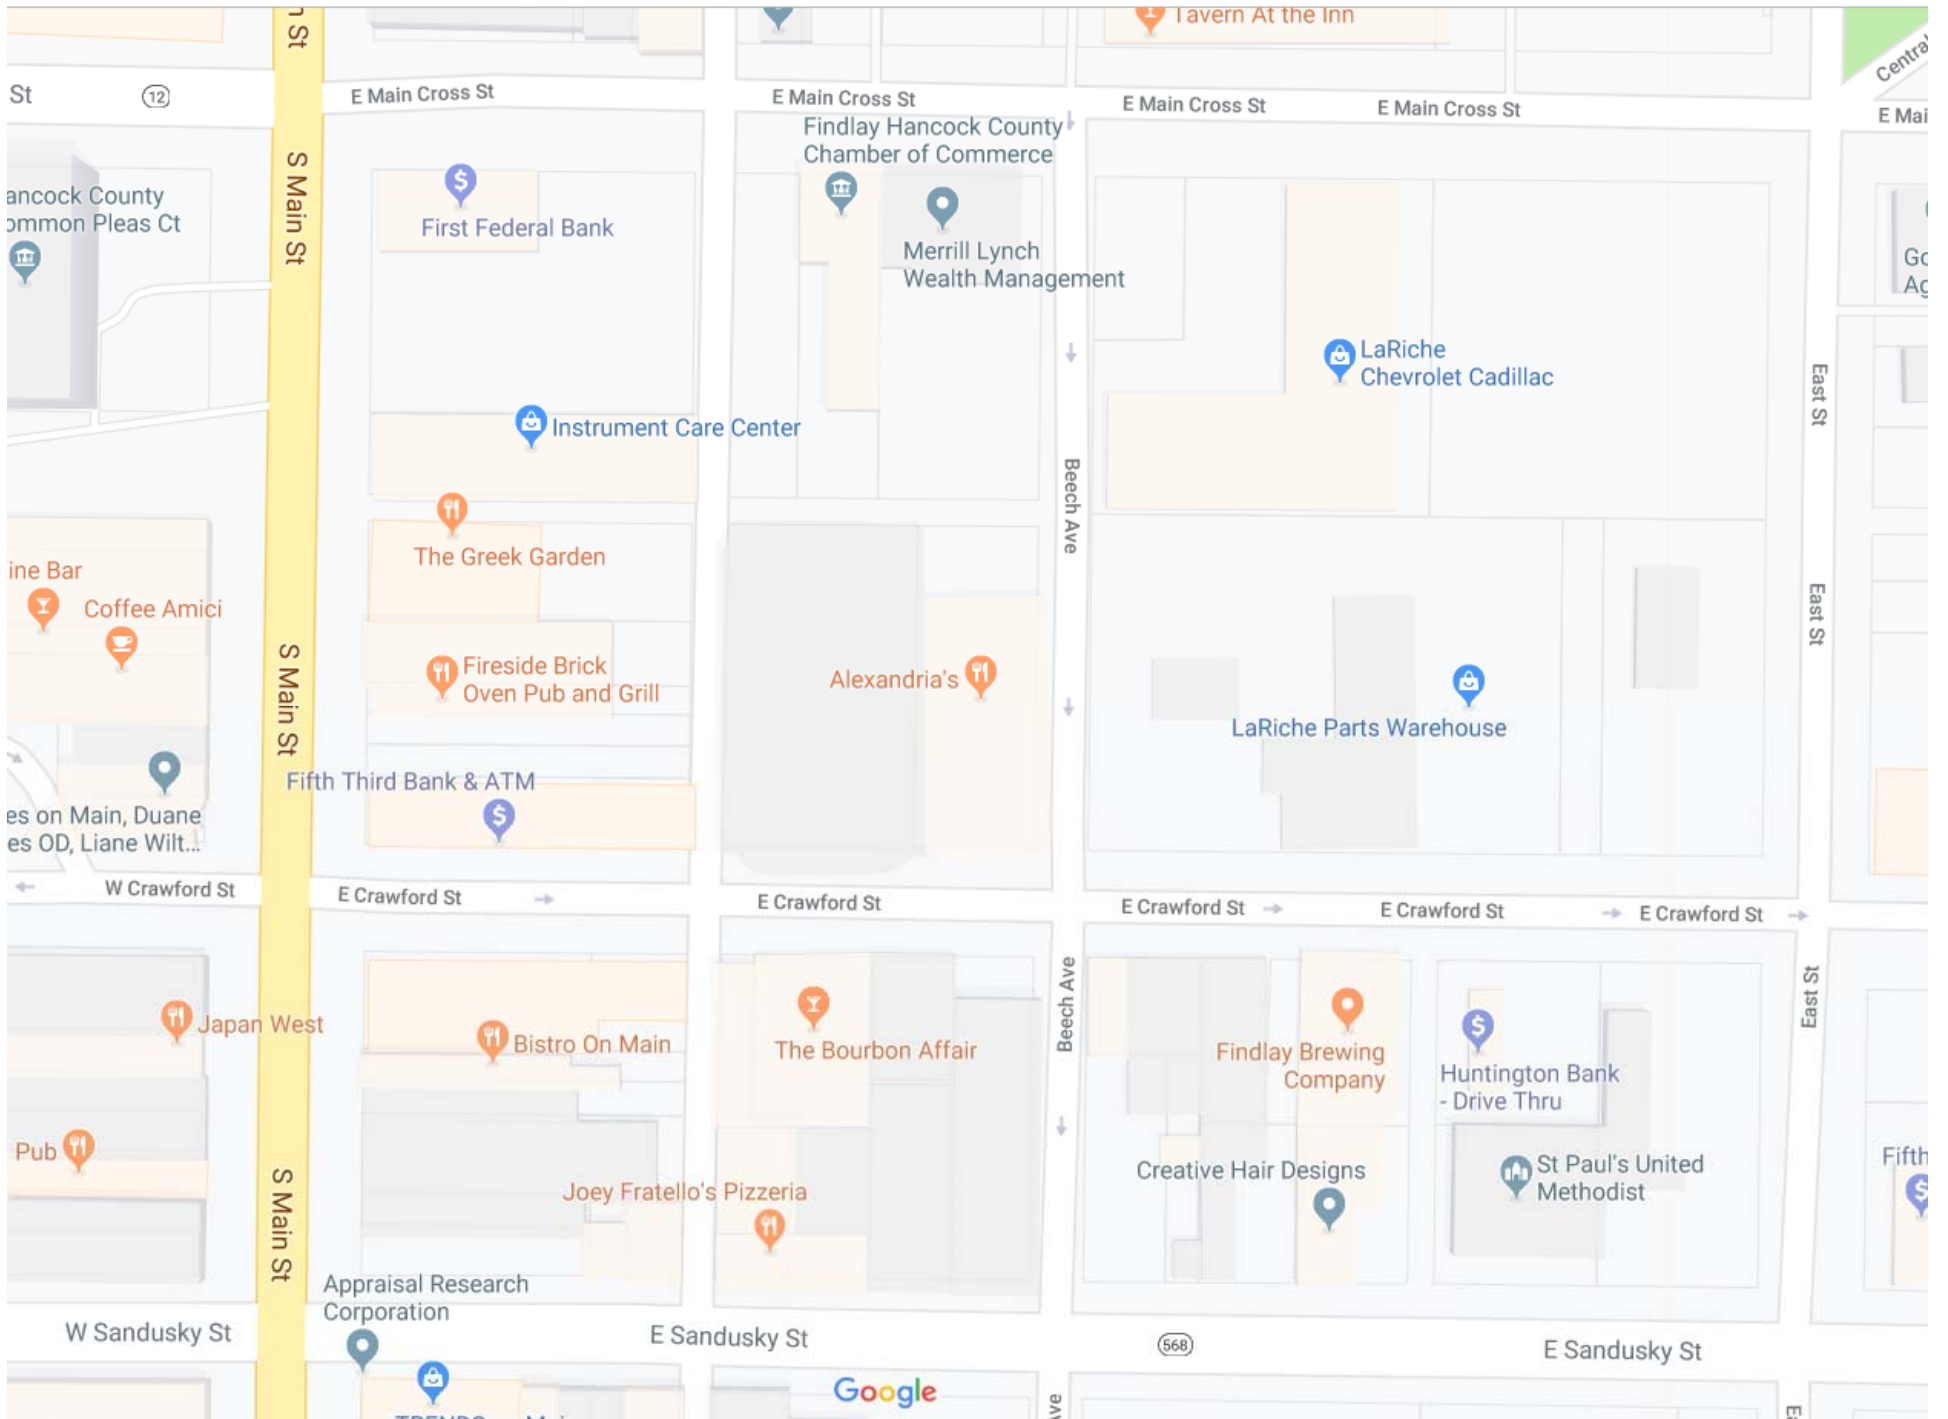 n St
Tavern At the Inn
Central
St
12
E Main Cross St
E Main Cross St
E Main Cross St
E Main Cross St
E Mai
Findlay Hancock County
Chamber of Commerce
S Main St
ancock County
ommon Pleas Ct
First Federal Bank
Merrill Lynch
Wealth Management
Go
Ag
LaRiche
Chevrolet Cadillac
East St
Instrument Care Center
Beech Ave
The Greek Garden
ine Bar
Coffee Amici
East St
Fireside Brick
Oven Pub and Grill
Alexandria's
S Main St
LaRiche Parts Warehouse
Fifth Third Bank & ATM
es on Main, Duane
es OD, Liane Wilt...
W Crawford St
E Crawford St
E Crawford St
E Crawford St
E Crawford St
E Crawford St
Beech Ave
East St
Japan West
Bistro On Main
The Bourbon Affair
Findlay Brewing
Company
Huntington Bank
- Drive Thru
Pub
Creative Hair Designs
St Paul's United
Methodist
Fifth
Joey Fratello's Pizzeria
S Main St
Appraisal Research
Corporation
W Sandusky St
E Sandusky St
568
E Sandusky St
Google
Ave